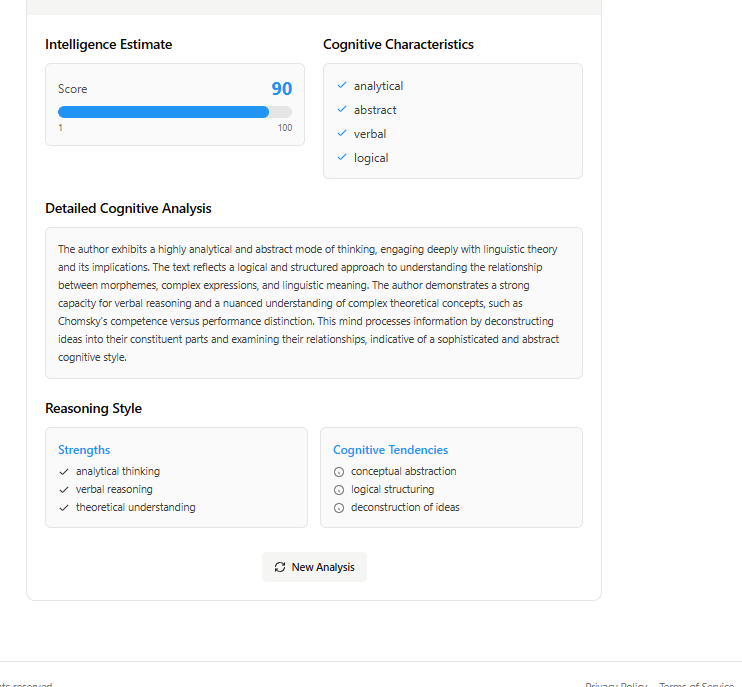 Intelligence Estimate
Cognitive Characteristics
Score
90
1
100
analytical
abstract
verbal
logical
Detailed Cognitive Analysis
The author exhibits a highly analytical and abstract mode of thinking, engaging deeply with linguistic theory
and its implications. The text reflects a logical and structured approach to understanding the relationship
between morphemes, complex expressions, and linguistic meaning. The author demonstrates a strong
capacity for verbal reasoning and a nuanced understanding of complex theoretical concepts, such as
Chomsky's competence versus performance distinction. This mind processes information by deconstructing
ideas into their constituent parts and examining their relationships, indicative of a sophisticated and abstract
cognitive style.
Reasoning Style
Strengths
analytical thinking
verbal reasoning
theoretical understanding
Cognitive Tendencies
conceptual abstraction
logical structuring
deconstruction of ideas
New Analysis
reserved
Privacy Policy
Terms of Service